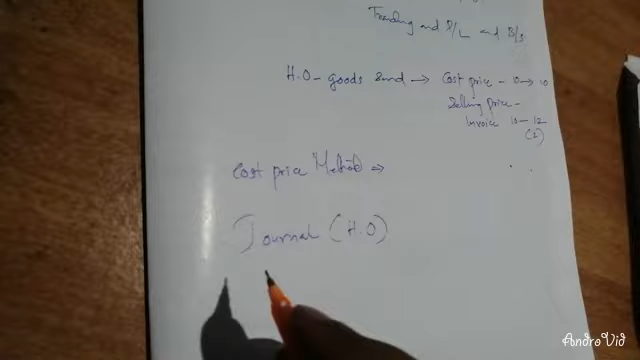 Trading and P/L and B/S
H.O - goods send → Cost price - 10 → 10
Selling price -
Invoice 10 - 12
(2)
Cost price Method →
Journal (H.O)
AndroVid